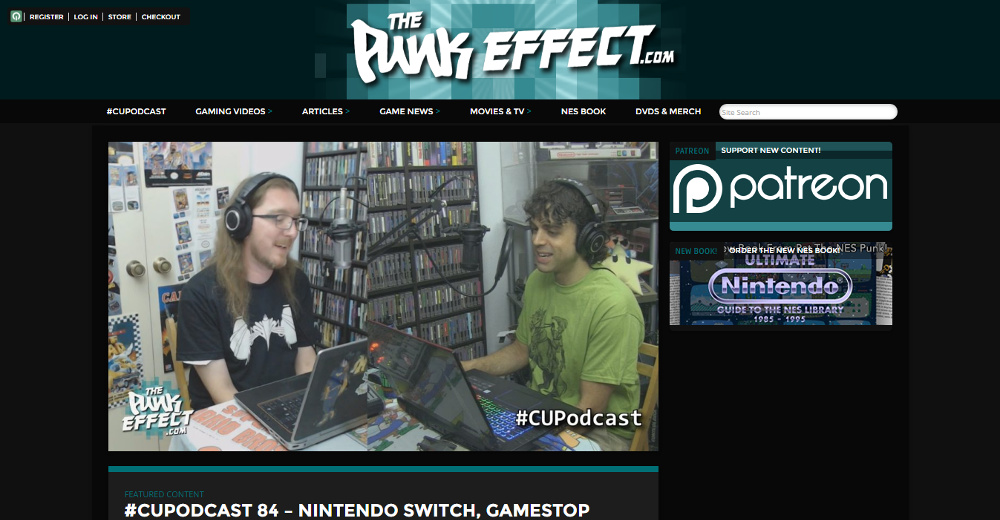 REGISTER | LOG IN | STORE | CHECKOUT
THE
PUNK EFFECT.COM
#CUPODCAST GAMING VIDEOS > ARTICLES > GAME NEWS > MOVIES & TV > NES BOOK DVDS & MERCH Site Search
PATREON SUPPORT NEW CONTENT!
patreon
NEW BOOK! ORDER THE NEW NES BOOK!
ULTIMATE
Nintendo
GUIDE TO THE NES LIBRARY
1985 - 1995
THE
PUNK
EFFECT
.COM
#CUPodcast
FEATURED CONTENT
#CUPODCAST 84 – NINTENDO SWITCH, GAMESTOP